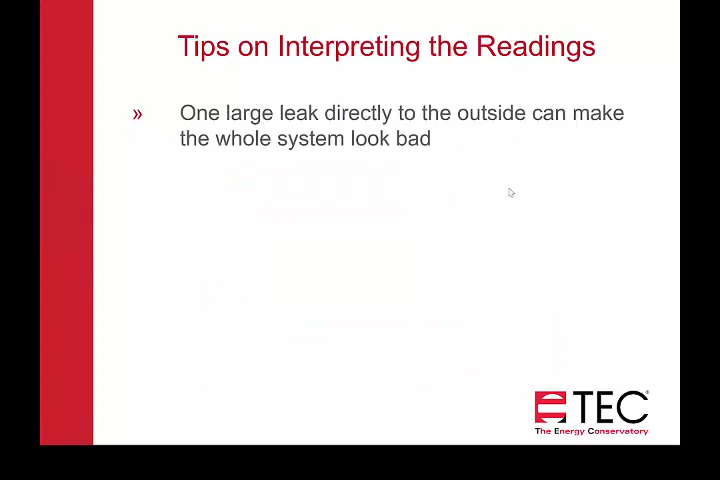 Tips on Interpreting the Readings
» One large leak directly to the outside can make
the whole system look bad
TEC
The Energy Conservatory